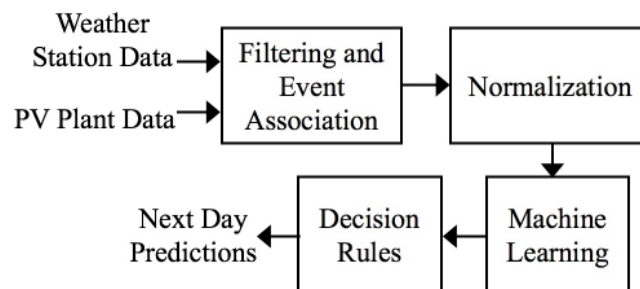 Weather
Station Data
PV Plant Data
Filtering and
Event
Association
Normalization
Machine
Learning
Decision
Rules
Next Day
Predictions